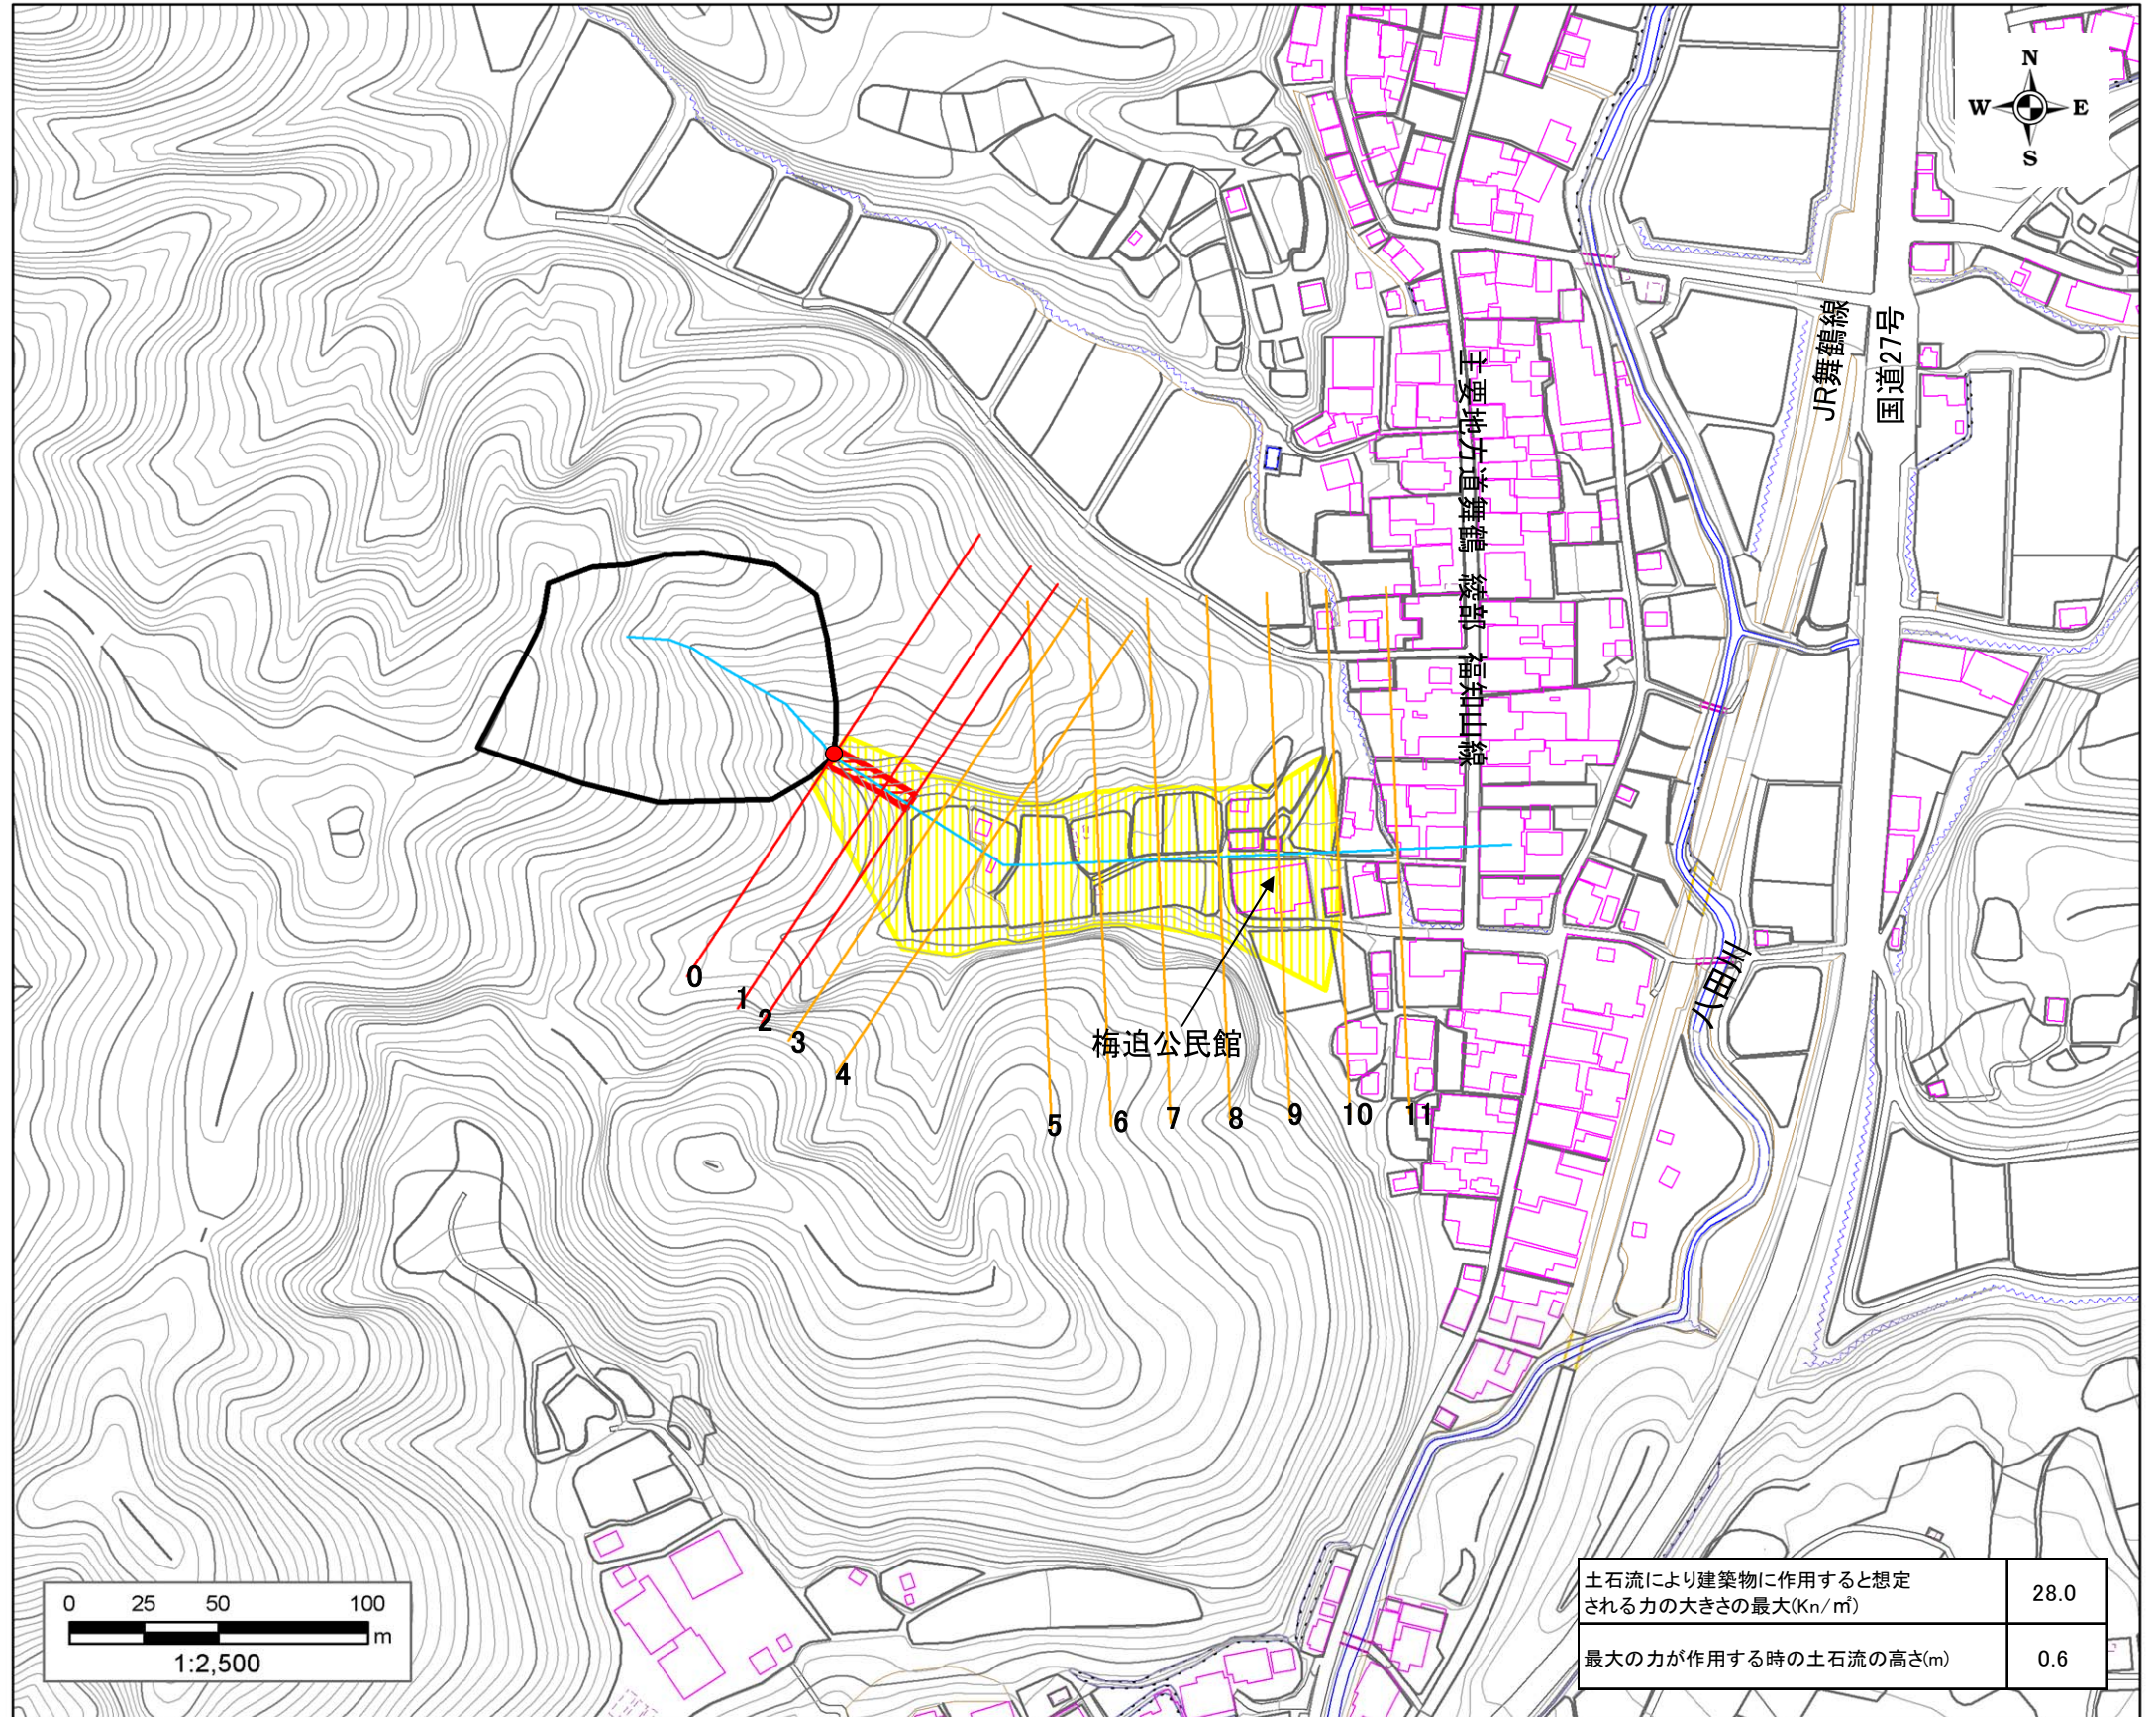 N
W E
S
JR舞鶴線
国道27号
主要地方道舞鶴 綾部 福知山線
0
1
2
3
4
梅迫公民館
八田川
5
6
7
8
9
10
11
0 25 50 100
m
1:2,500
土石流により建築物に作用すると想定
される力の大きさの最大(Kn/㎡)
28.0
最大の力が作用する時の土石流の高さ(m)
0.6